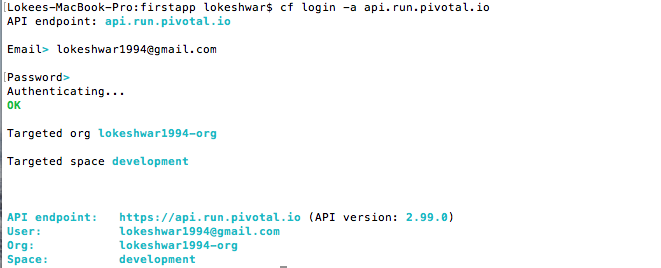 [Lokees-MacBook-Pro:firstapp lokeshwar$ cf login -a api.run.pivotal.io
API endpoint: api.run.pivotal.io
Email> lokeshwar1994@gmail.com
[Password>
Authenticating...
OK
Targeted org lokeshwar1994-org
Targeted space development
API endpoint: https://api.run.pivotal.io (API version: 2.99.0)
User: lokeshwar1994@gmail.com
Org: lokeshwar1994-org
Space: development